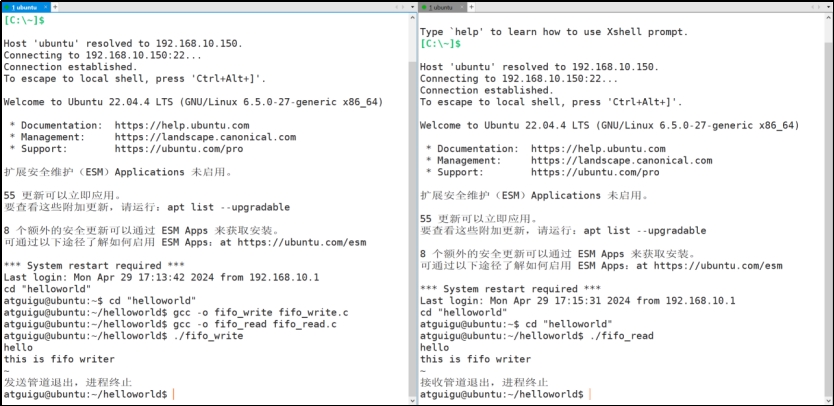 1 ubuntu
[C:\~]$
Host 'ubuntu' resolved to 192.168.10.150.
Connecting to 192.168.10.150:22...
Connection established.
To escape to local shell, press 'Ctrl+Alt+]'.
Welcome to Ubuntu 22.04.4 LTS (GNU/Linux 6.5.0-27-generic x86_64)
* Documentation:  https://help.ubuntu.com
* Management:     https://landscape.canonical.com
* Support:        https://ubuntu.com/pro
扩展安全维护（ESM）Applications 未启用。
55 更新可以立即应用。
要查看这些附加更新，请运行：apt list --upgradable
8 个额外的安全更新可以通过 ESM Apps 来获取安装。
可通过以下途径了解如何启用 ESM Apps：at https://ubuntu.com/esm
*** System restart required ***
Last login: Mon Apr 29 17:13:42 2024 from 192.168.10.1
cd "helloworld"
atguigu@ubuntu:~$ cd "helloworld"
atguigu@ubuntu:~/helloworld$ gcc -o fifo_write fifo_write.c
atguigu@ubuntu:~/helloworld$ gcc -o fifo_read fifo_read.c
atguigu@ubuntu:~/helloworld$ ./fifo_write
hello
this is fifo writer
~
发送管道退出，进程终止
atguigu@ubuntu:~/helloworld$
1 ubuntu
Type `help' to learn how to use Xshell prompt.
[C:\~]$
Host 'ubuntu' resolved to 192.168.10.150.
Connecting to 192.168.10.150:22...
Connection established.
To escape to local shell, press 'Ctrl+Alt+]'.
Welcome to Ubuntu 22.04.4 LTS (GNU/Linux 6.5.0-27-generic x86_64)
* Documentation:  https://help.ubuntu.com
* Management:     https://landscape.canonical.com
* Support:        https://ubuntu.com/pro
扩展安全维护（ESM）Applications 未启用。
55 更新可以立即应用。
要查看这些附加更新，请运行：apt list --upgradable
8 个额外的安全更新可以通过 ESM Apps 来获取安装。
可通过以下途径了解如何启用 ESM Apps：at https://ubuntu.com/esm
*** System restart required ***
Last login: Mon Apr 29 17:15:31 2024 from 192.168.10.1
cd "helloworld"
atguigu@ubuntu:~$ cd "helloworld"
atguigu@ubuntu:~/helloworld$ ./fifo_read
hello
this is fifo writer
~
接收管道退出，进程终止
atguigu@ubuntu:~/helloworld$